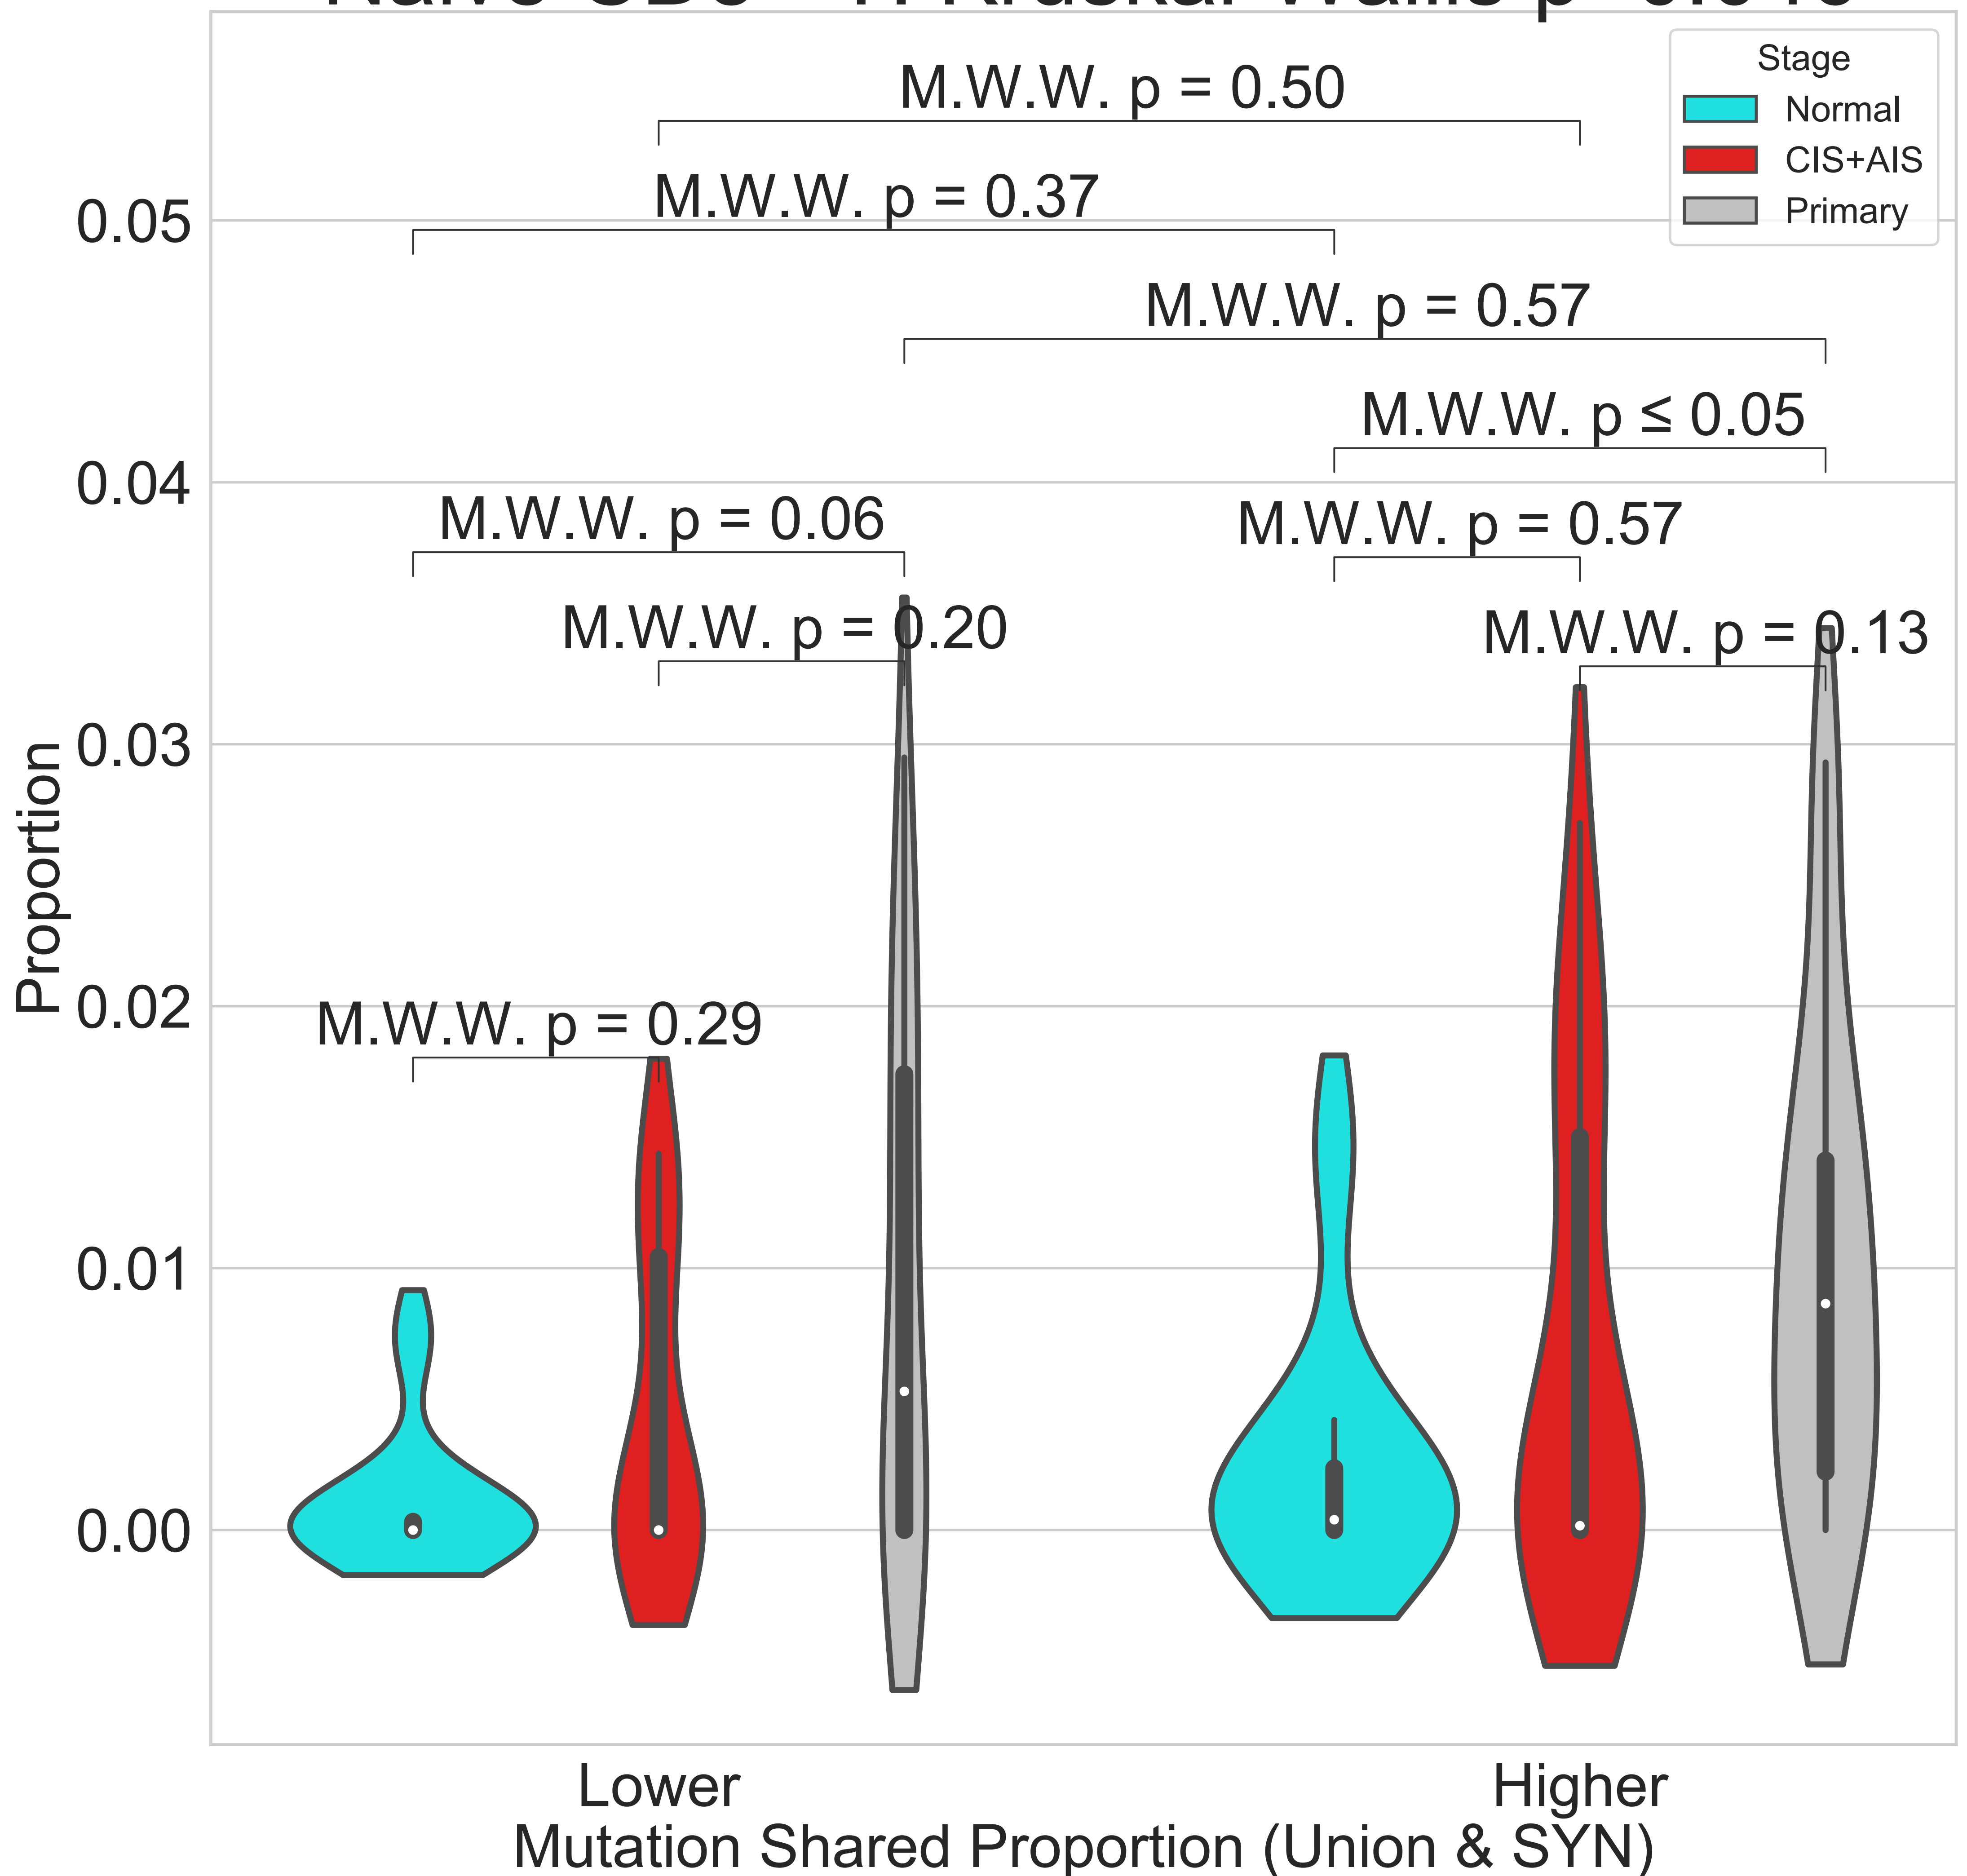 Stage
Normal
CIS+AIS
Primary
M.W.W. p = 0.50
M.W.W. p = 0.37
M.W.W. p = 0.57
M.W.W. p ≤ 0.05
M.W.W. p = 0.06
M.W.W. p = 0.57
M.W.W. p = 0.20
M.W.W. p = 0.13
M.W.W. p = 0.29
0.05
0.04
0.03
0.02
0.01
0.00
Proportion
Lower
Higher
Mutation Shared Proportion (Union & SYN)